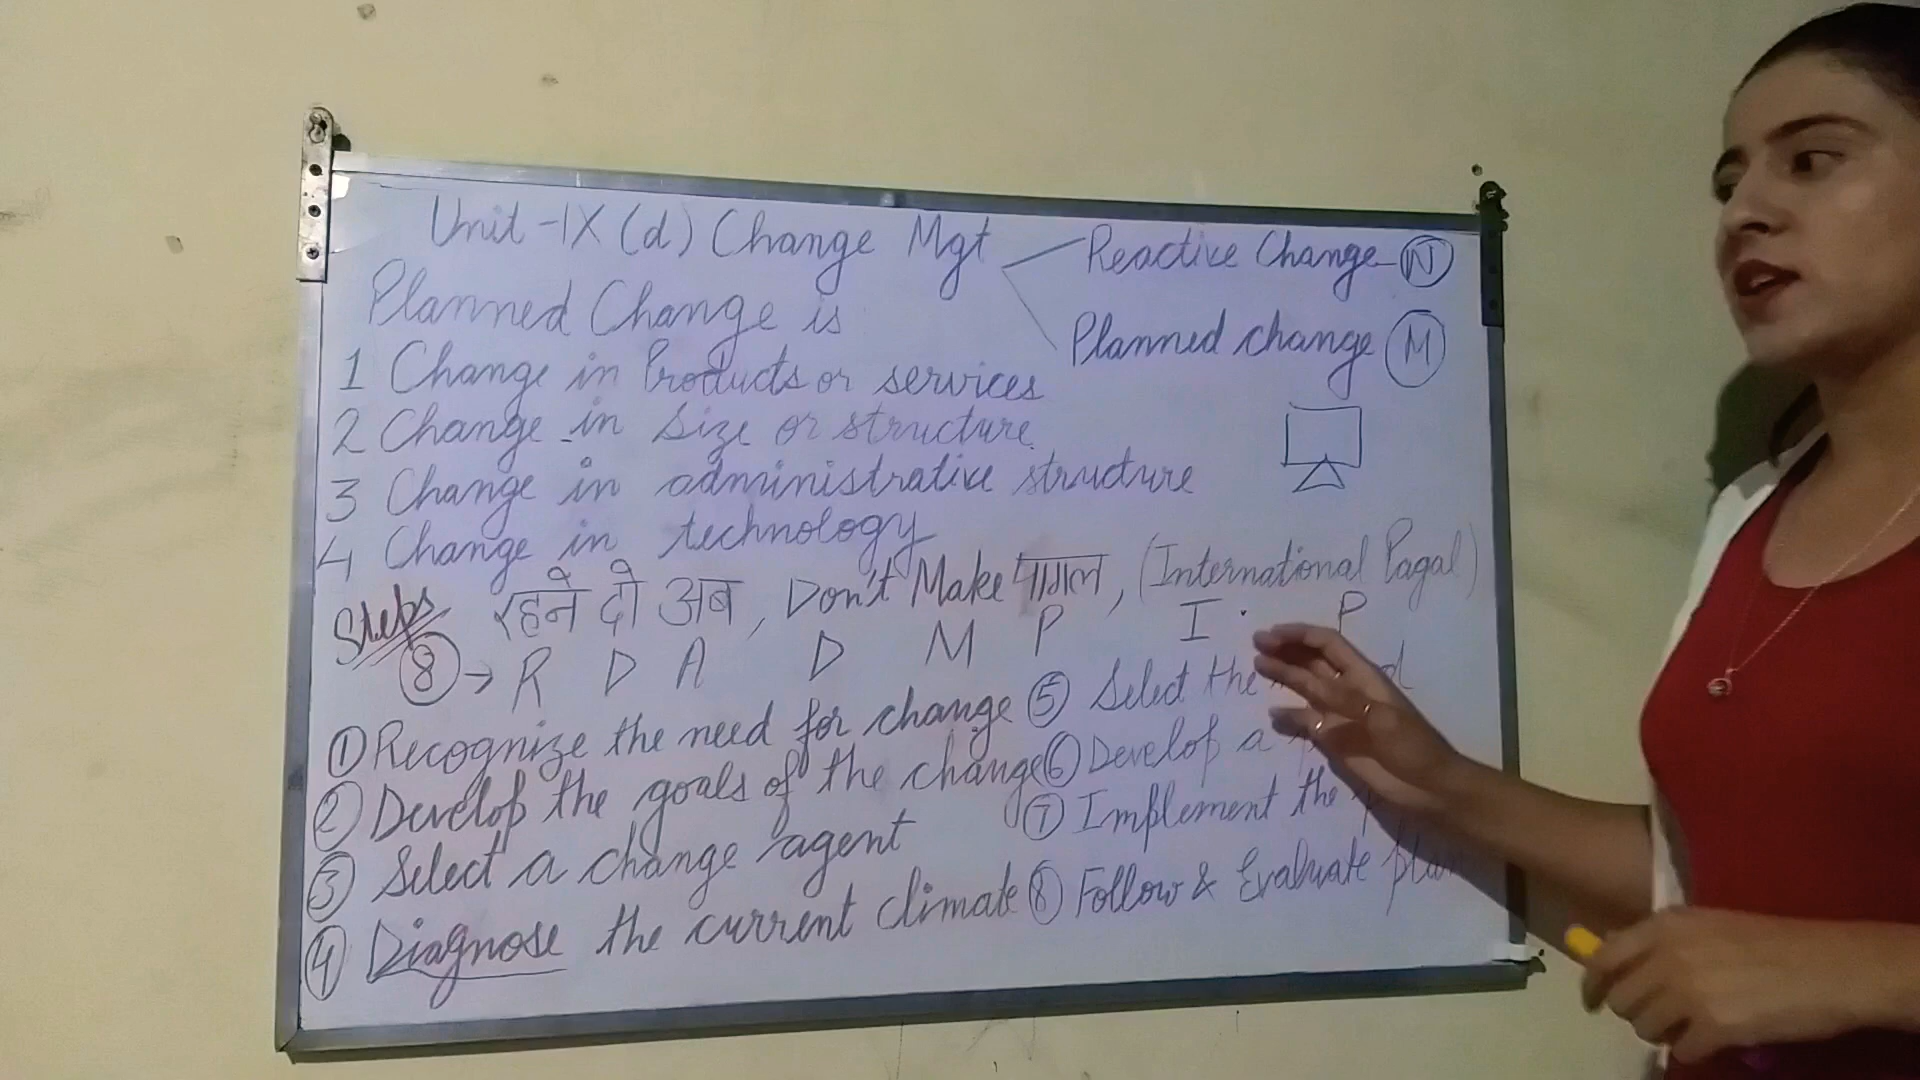 Unit-IX (d) Change Mgt
Reactive Change - N
Planned change M
Planned Change is
1 Change in Products or services
2 Change in size or structure
3 Change in administrative structure
4 Change in technology
Steps रहने दो अब, Don't Make पागल, (International Pagal)
8 → R D A D M P I P
① Recognize the need for change
② Develop the goals of the change
③ Select a change agent
④ Diagnose the current climate
⑤ Select the
⑥ Develop a
⑦ Implement the
⑧ Follow & Evaluate plan